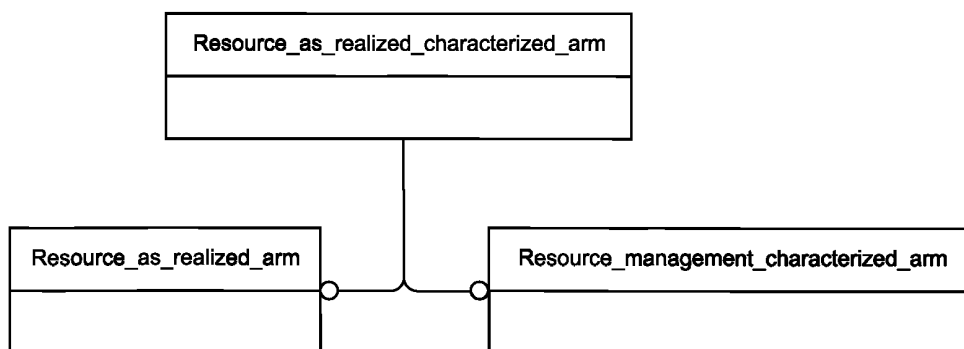 Resource_as_realized_characterized_arm
Resource_as_realized_arm
Resource_management_characterized_arm